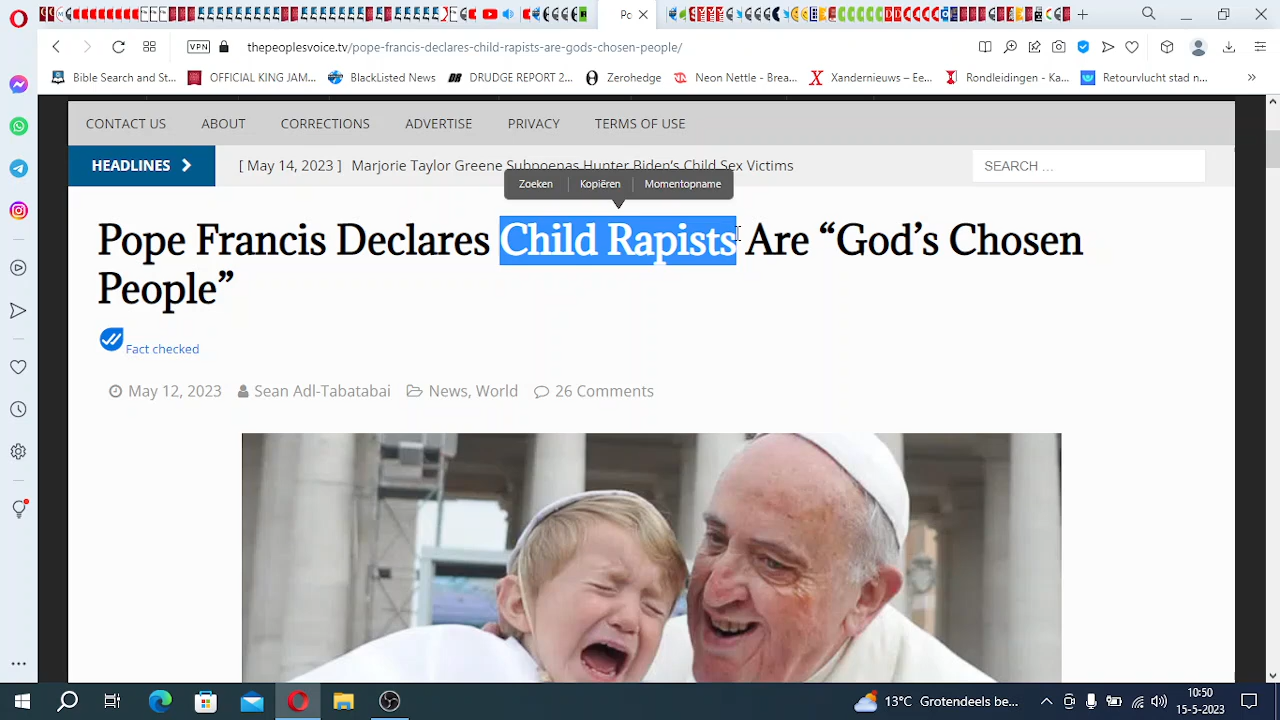 Pc
VPN
thepeoplesvoice.tv/pope-francis-declares-child-rapists-are-gods-chosen-people/
Bible Search and St... OFFICIAL KING JAM... BlackListed News DRUDGE REPORT 2... Zerohedge Neon Nettle - Brea... Xandernieuws – Ee... Rondleidingen - Ka... Retourvlucht stad n... »
CONTACT US ABOUT CORRECTIONS ADVERTISE PRIVACY TERMS OF USE
HEADLINES [ May 14, 2023 ] Marjorie Taylor Greene Subpoenas Hunter Biden's Child Sex Victims SEARCH …
Zoeken Kopiëren Momentopname
Pope Francis Declares Child Rapists Are “God’s Chosen
People”
Fact checked
May 12, 2023 Sean Adl-Tabatabai News, World 26 Comments
13°C Grotendeels be... 10:50
15-5-2023